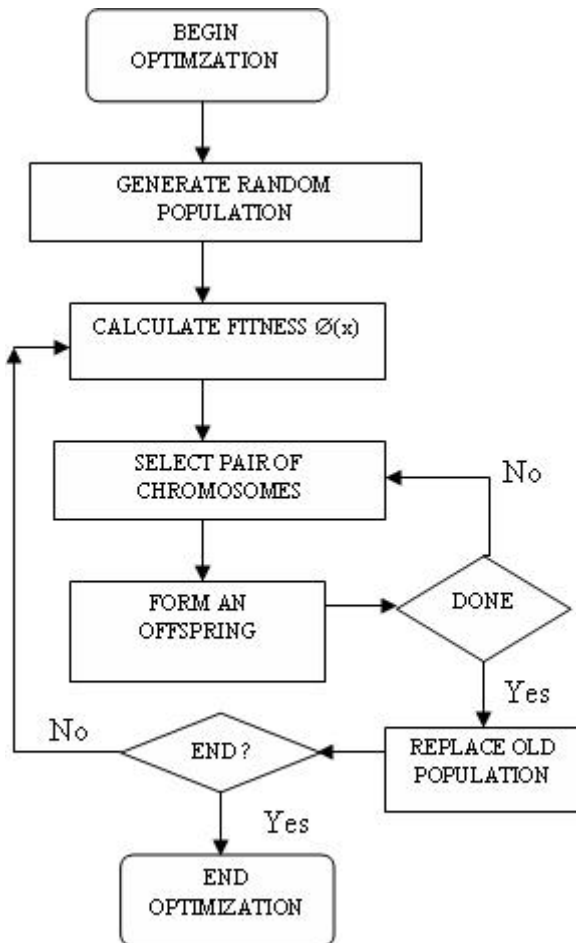 BEGIN
OPTIMZATION
GENERATE RANDOM
POPULATION
CALCULATE FITNESS Ø(x)
SELECT PAIR OF
CHROMOSOMES
No
FORM AN
OFFSPRING
DONE
Yes
REPLACE OLD
POPULATION
END ?
No
Yes
END
OPTIMIZATION